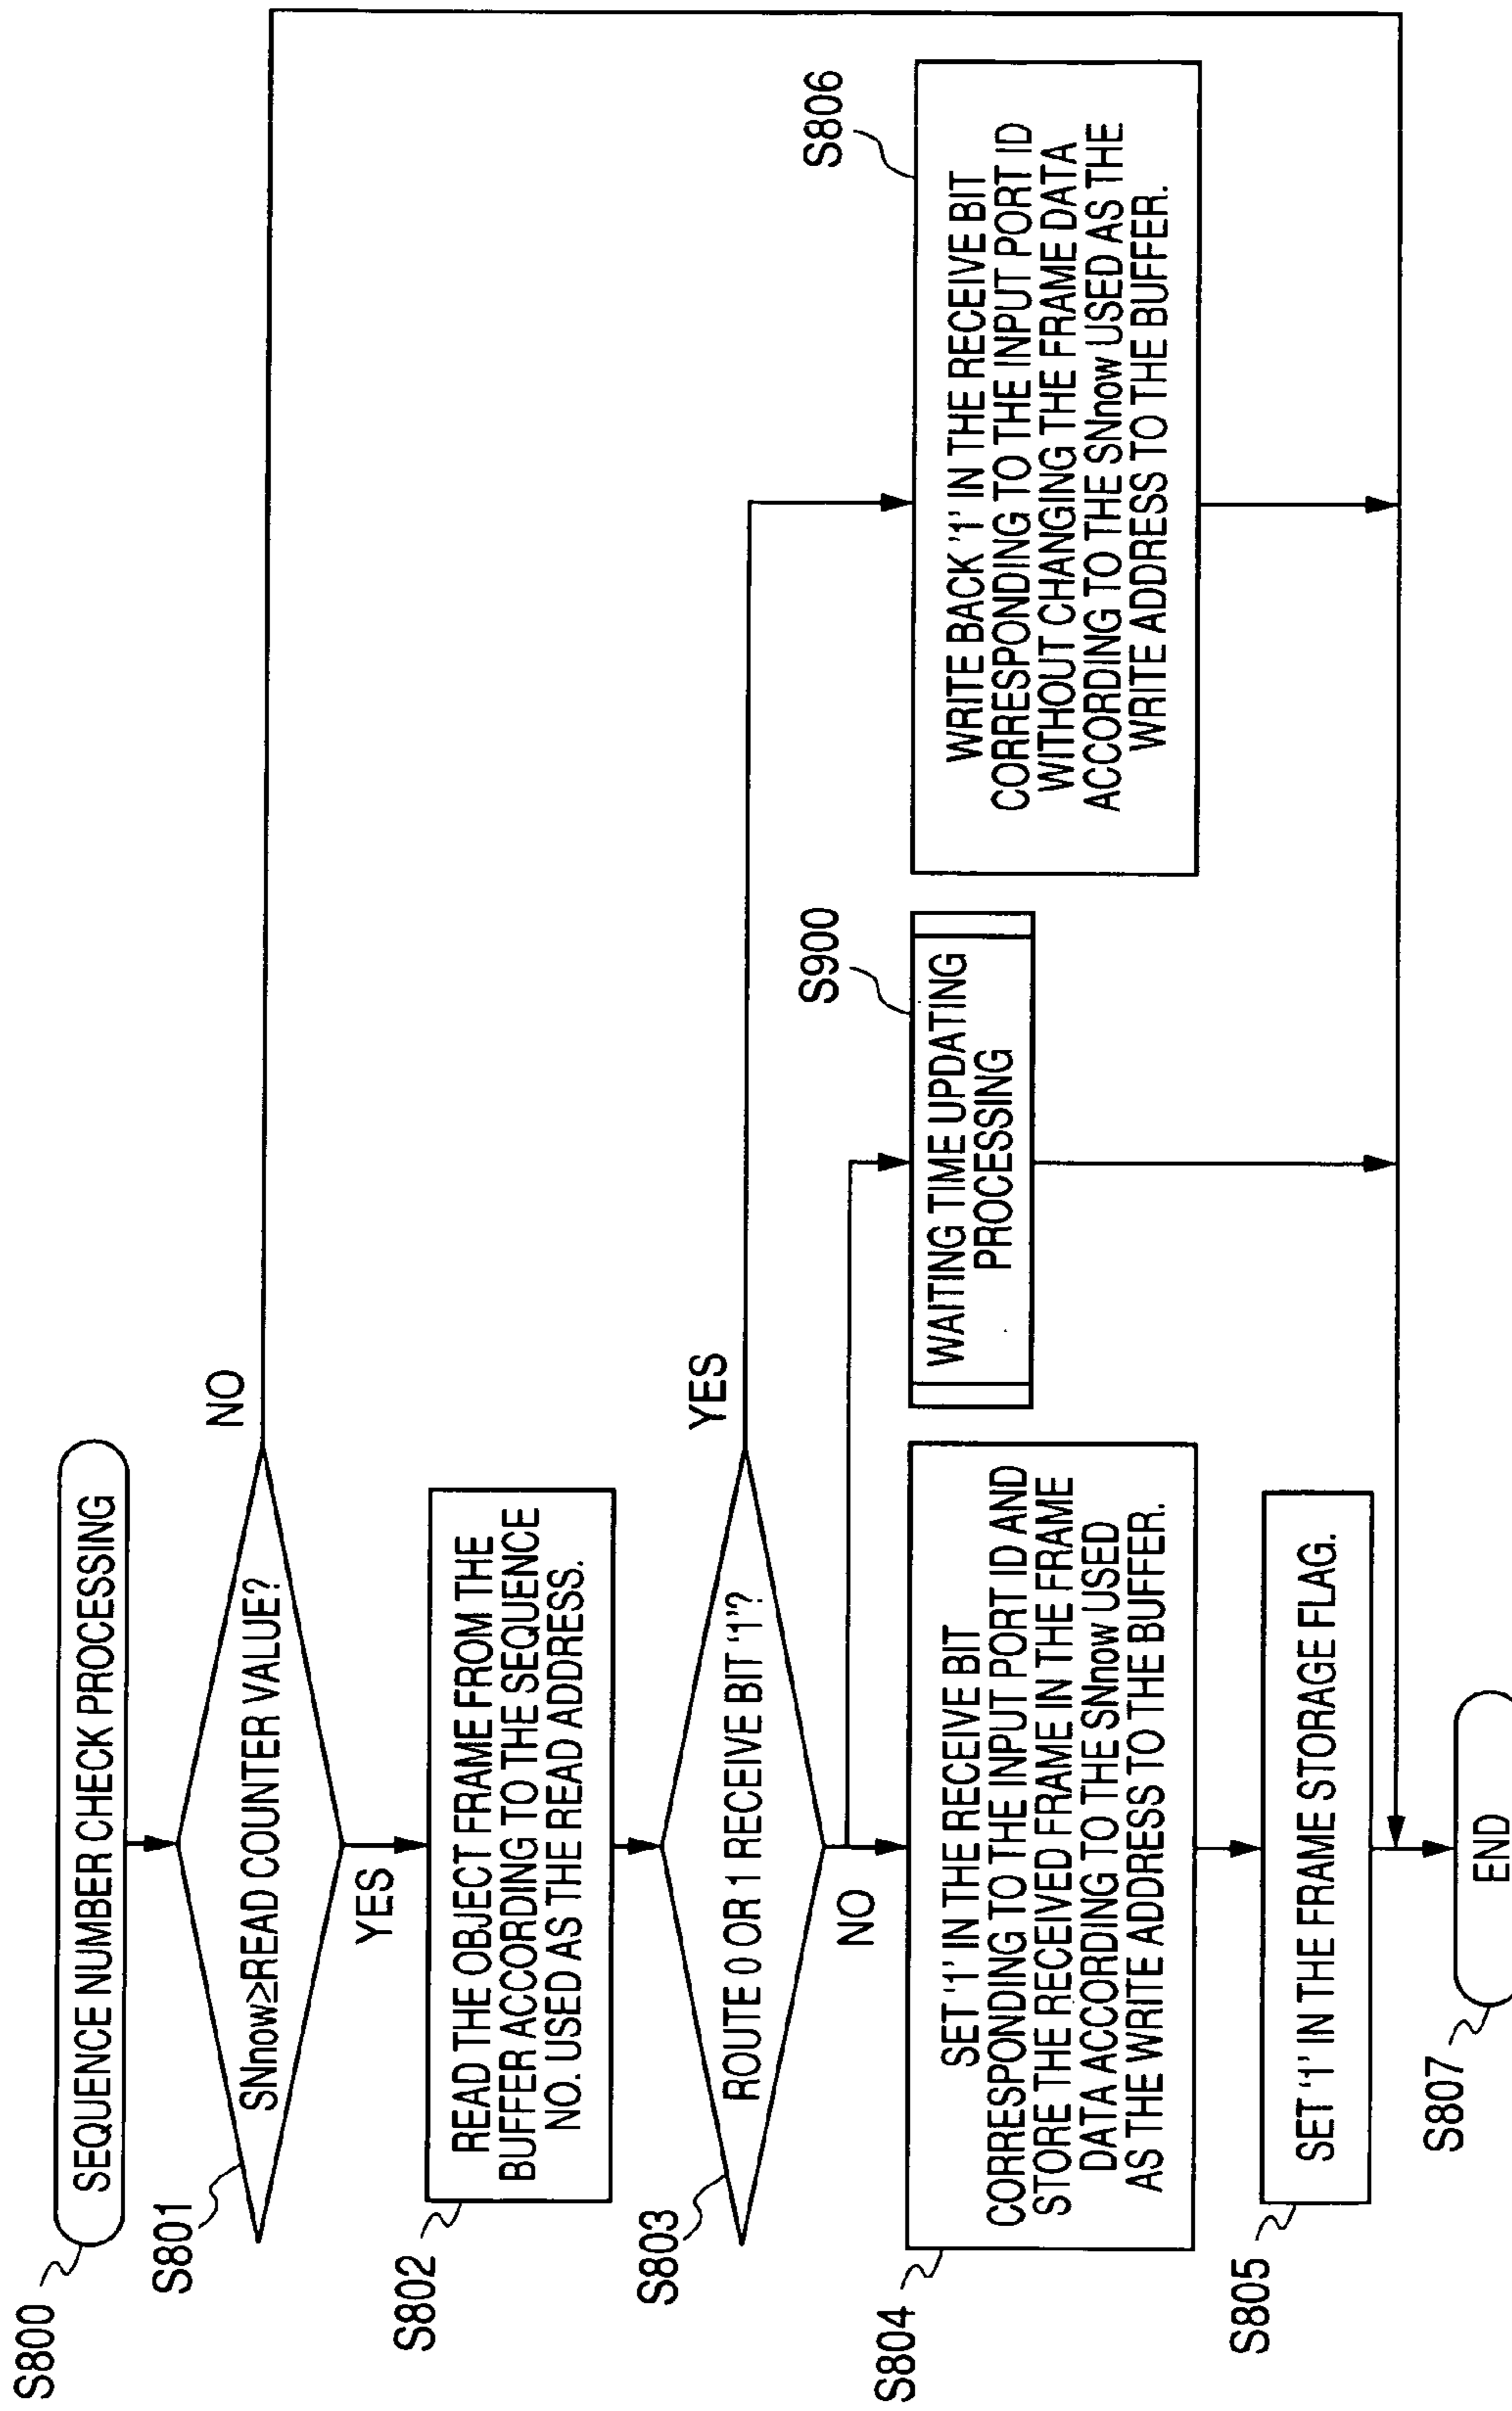 S800
SEQUENCE NUMBER CHECK PROCESSING
S801
SNnow≥READ COUNTER VALUE?
NO
YES
S802
READ THE OBJECT FRAME FROM THE
BUFFER ACCORDING TO THE SEQUENCE
NO. USED AS THE READ ADDRESS.
S803
ROUTE 0 OR 1 RECEIVE BIT '1'?
YES
NO
S804
SET '1' IN THE RECEIVE BIT
CORRESPONDING TO THE INPUT PORT ID AND
STORE THE RECEIVED FRAME IN THE FRAME
DATA ACCORDING TO THE SNnow USED
AS THE WRITE ADDRESS TO THE BUFFER.
S900
WAITING TIME UPDATING
PROCESSING
S806
WRITE BACK '1' IN THE RECEIVE BIT
CORRESPONDING TO THE INPUT PORT ID
WITHOUT CHANGING THE FRAME DATA
ACCORDING TO THE SNnow USED AS THE
WRITE ADDRESS TO THE BUFFER.
S805
SET '1' IN THE FRAME STORAGE FLAG.
S807
END